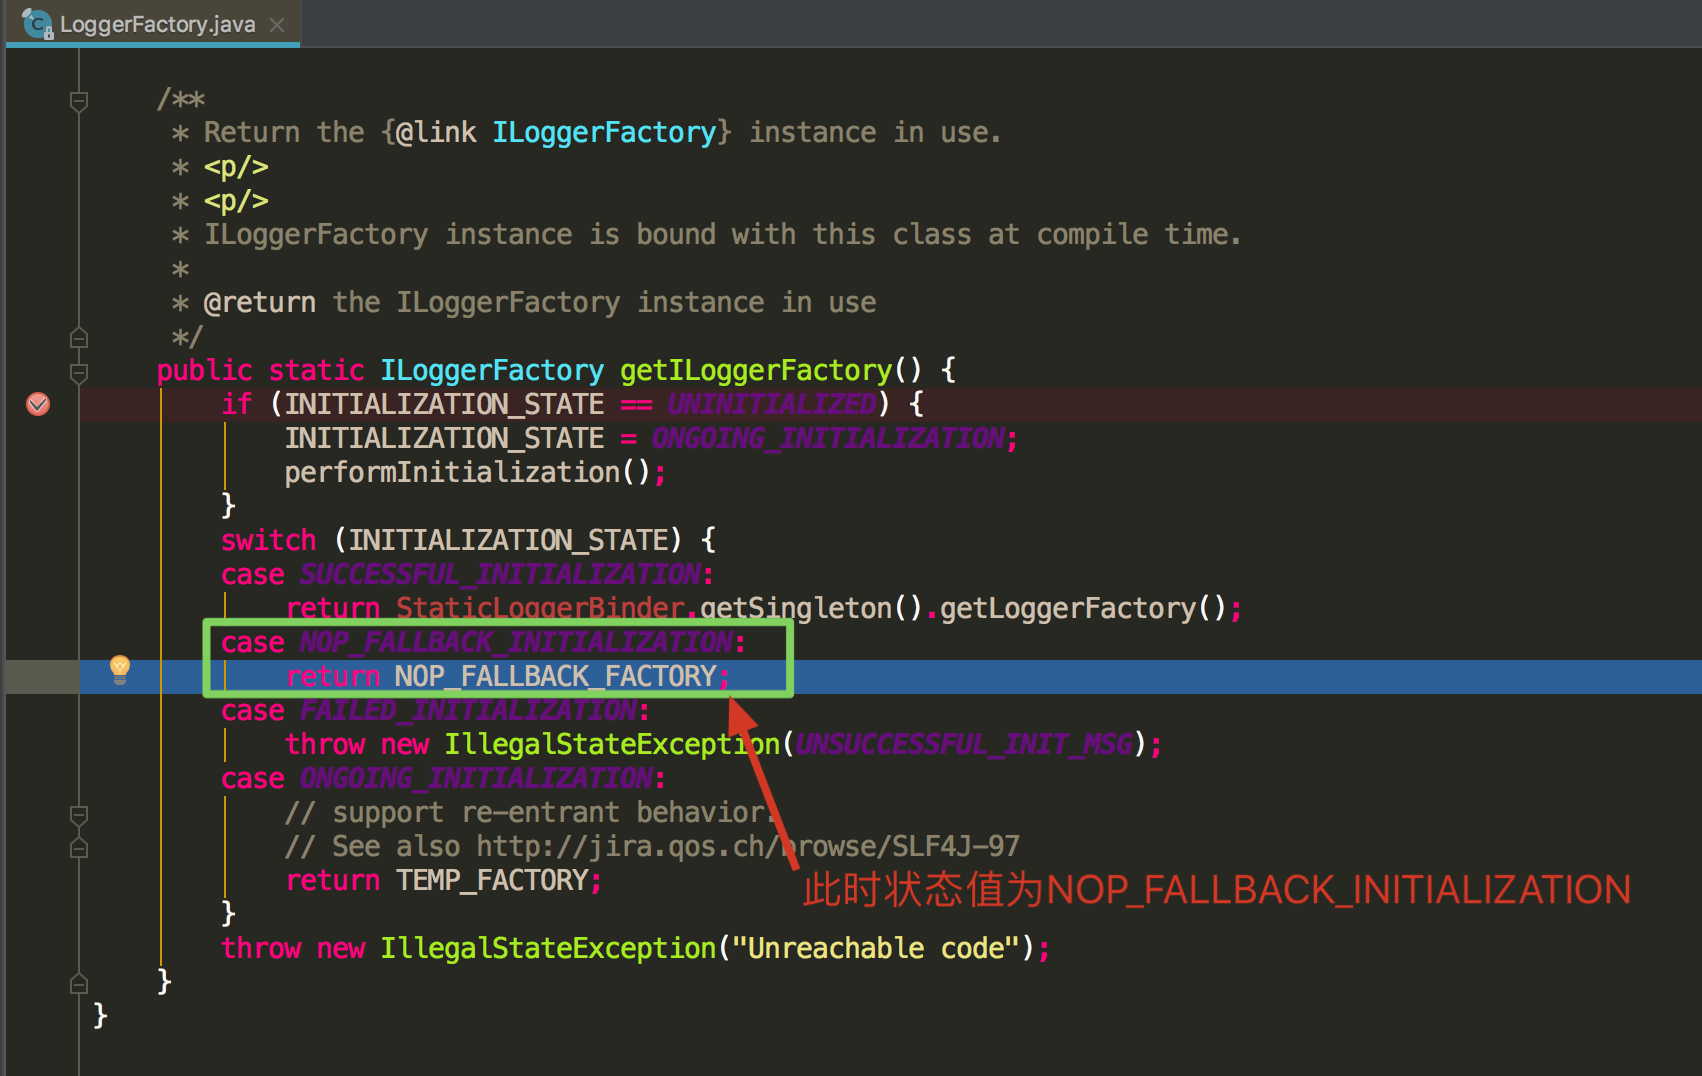 LoggerFactory.java
/**
* Return the {@link ILoggerFactory} instance in use.
* <p/>
* <p/>
* ILoggerFactory instance is bound with this class at compile time.
*
* @return the ILoggerFactory instance in use
*/
public static ILoggerFactory getILoggerFactory() {
if (INITIALIZATION_STATE == UNINITIALIZED) {
INITIALIZATION_STATE = ONGOING_INITIALIZATION;
performInitialization();
}
switch (INITIALIZATION_STATE) {
case SUCCESSFUL_INITIALIZATION:
return StaticLoggerBinder.getSingleton().getLoggerFactory();
case NOP_FALLBACK_INITIALIZATION:
return NOP_FALLBACK_FACTORY;
case FAILED_INITIALIZATION:
throw new IllegalStateException(UNSUCCESSFUL_INIT_MSG);
case ONGOING_INITIALIZATION:
// support re-entrant behavior.
// See also http://jira.qos.ch/browse/SLF4J-97
return TEMP_FACTORY;
此时状态值为NOP_FALLBACK_INITIALIZATION
}
throw new IllegalStateException("Unreachable code");
}
}